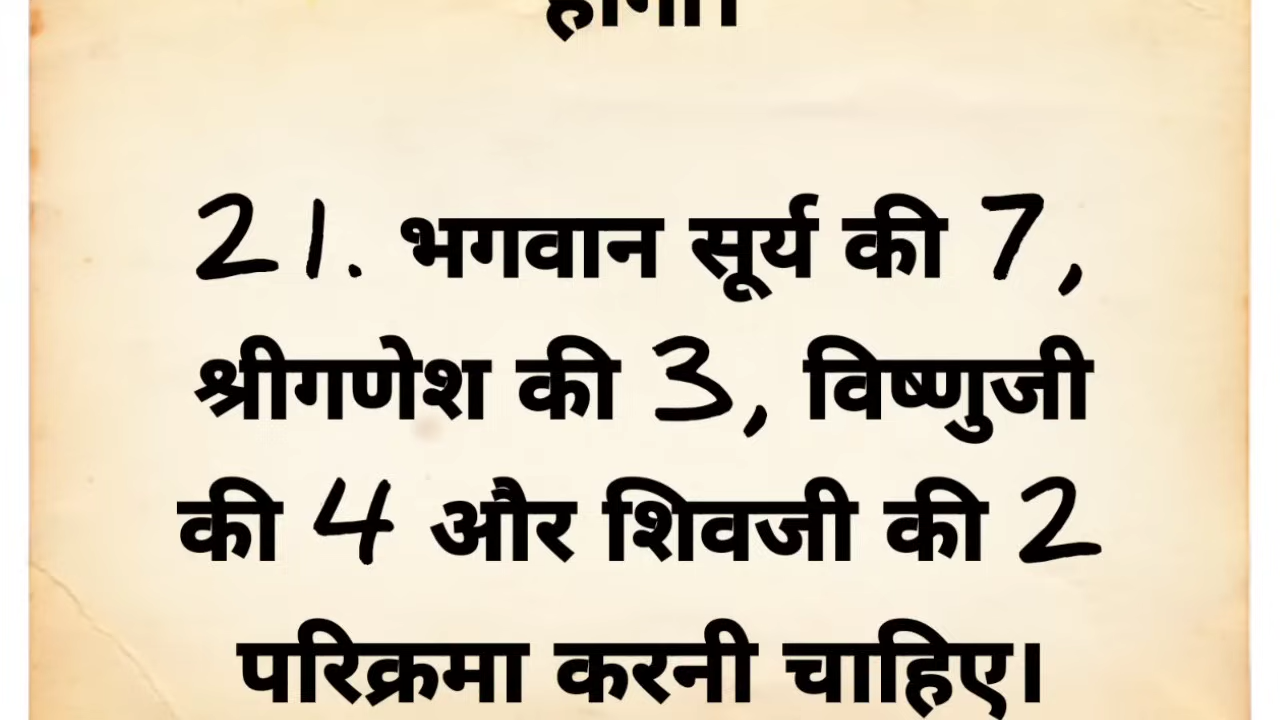 होगा।
21. भगवान सूर्य की 7,
श्रीगणेश की 3, विष्णुजी
की 4 और शिवजी की 2
परिक्रमा करनी चाहिए।